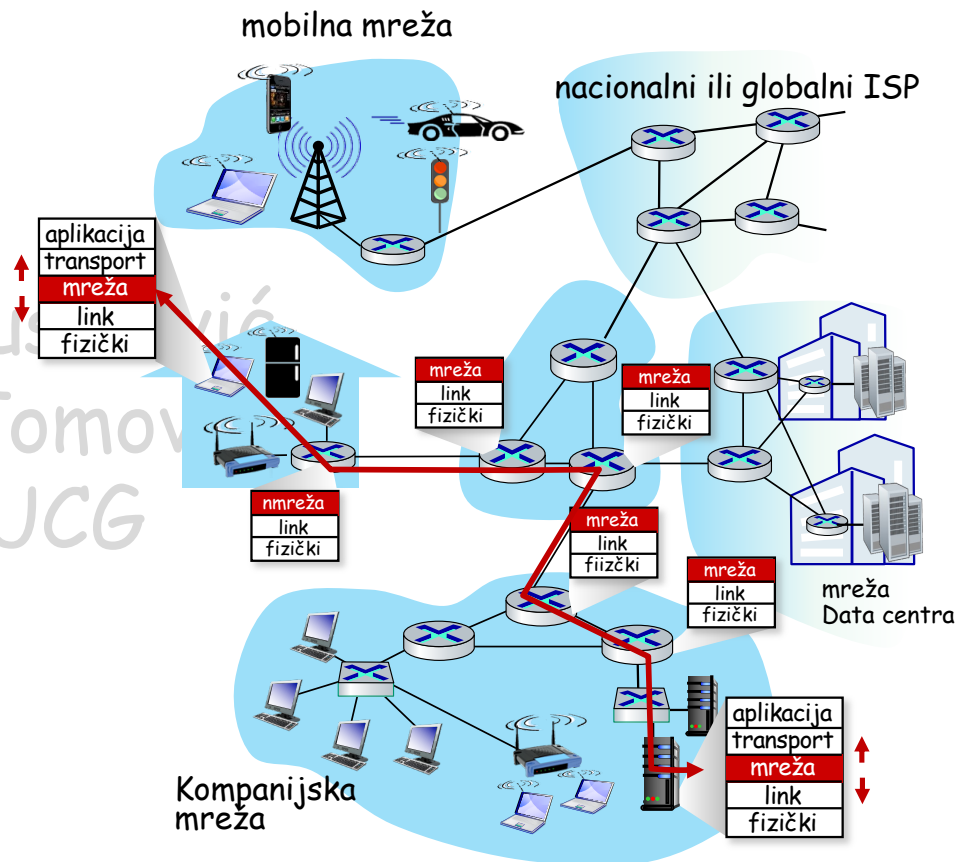 mobilna mreža
nacionalni ili globalni ISP
aplikacija
transport
mreža
link
fizički
mreža
link
fizički
mreža
link
fizički
nmreža
link
fizički
mreža
link
fiizčki
mreža
link
fizički
mreža
Data centra
aplikacija
transport
mreža
link
fizički
Kompanijska
mreža
UCG